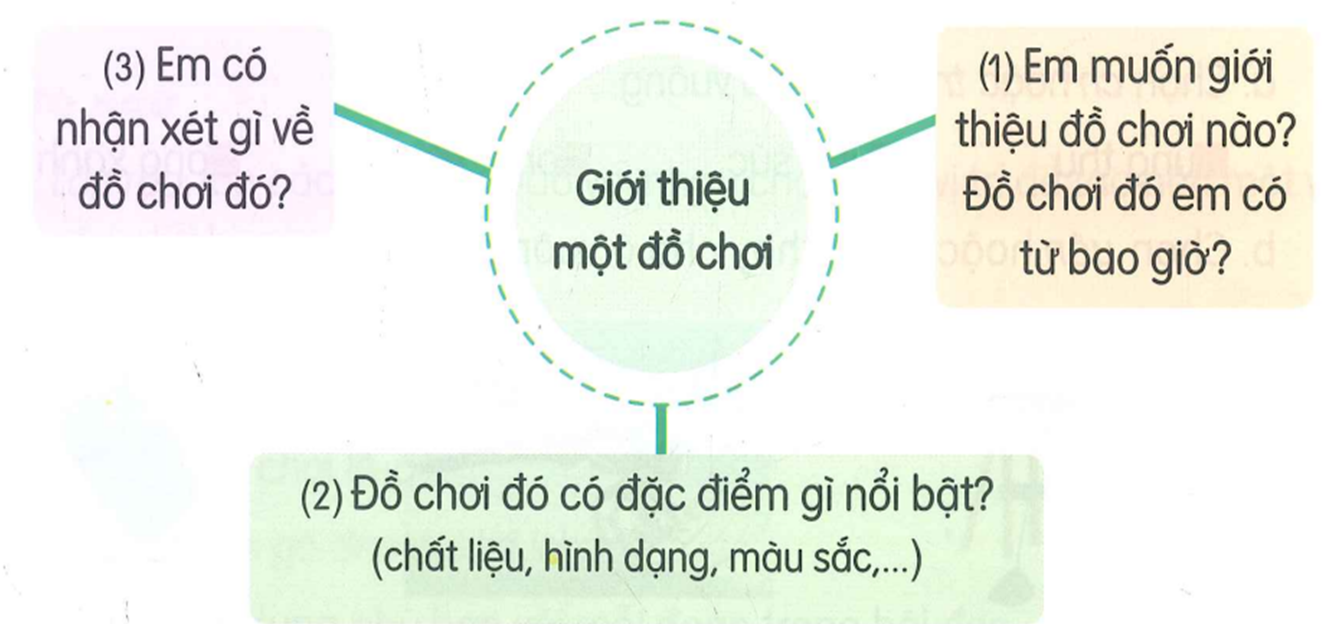 (3) Em có
nhận xét gì về
đồ chơi đó?
Giới thiệu
một đồ chơi
(1) Em muốn giới
thiệu đồ chơi nào?
Đồ chơi đó em có
từ bao giờ?
(2) Đồ chơi đó có đặc điểm gì nổi bật?
(chất liệu, hình dạng, màu sắc,...)